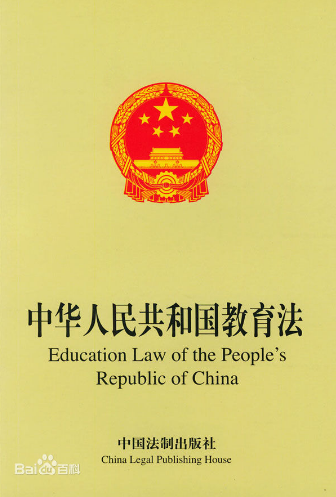 中华人民共和国教育法
Education Law of the People's
Republic of China
中国法制出版社
China Legal Publishing House
Bai百科